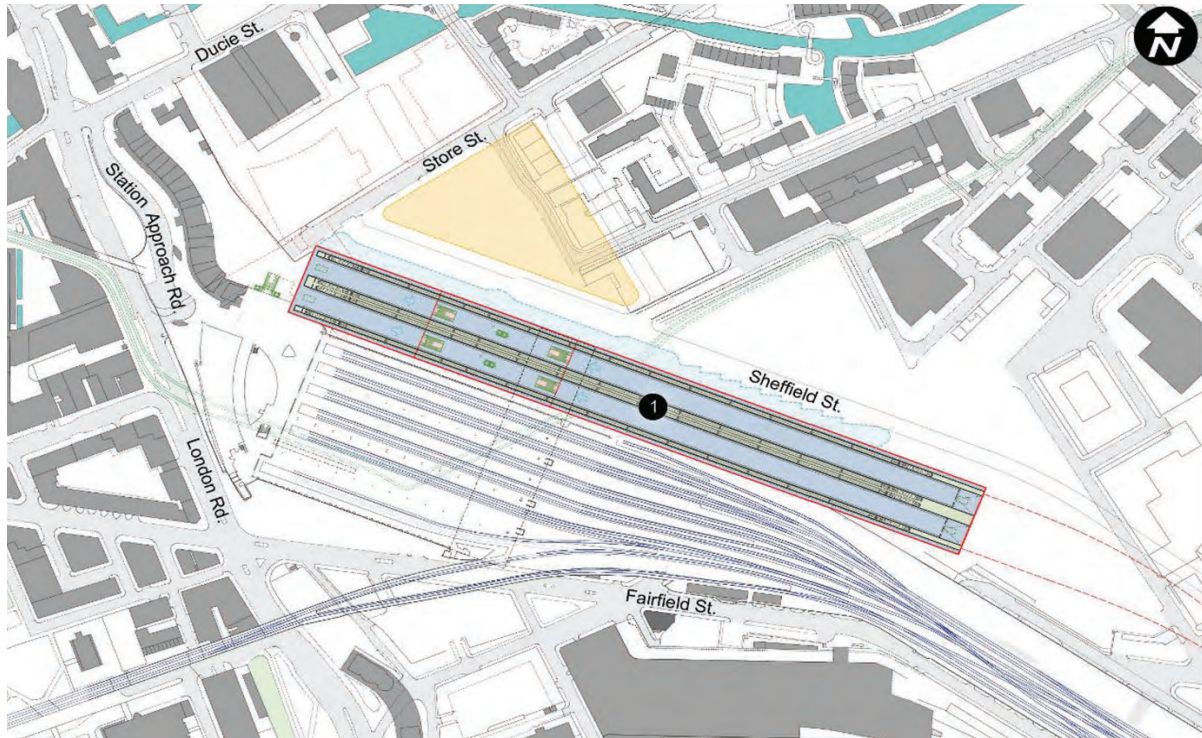 Ducie St.
N
Store St.
Station Approach Rd
Sheffield St.
1
London Rd.
Fairfield St.